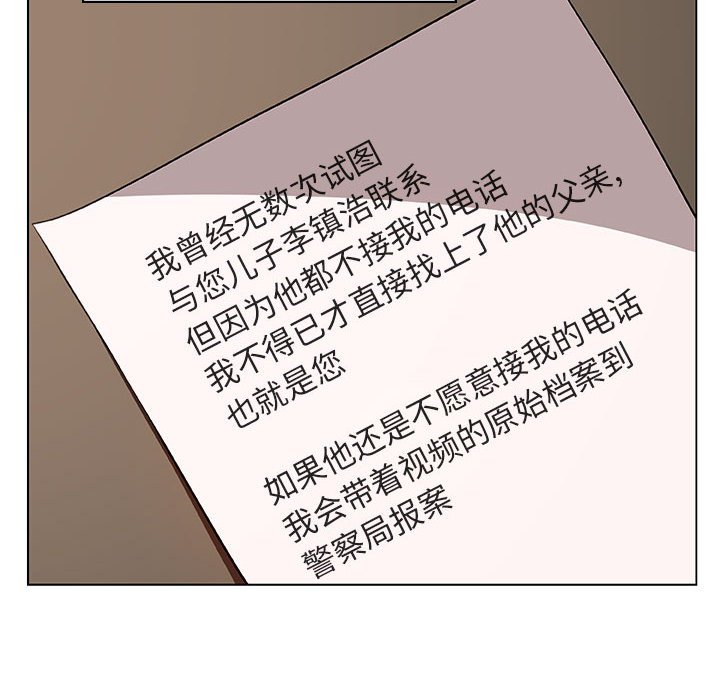 我曾经无数次试图
与您儿子李镇浩联系
但因为他都不接我的电话
我不得已才直接找上了他的父亲，
也就是您
如果他还是不愿意接我的电话
我会带着视频的原始档案到
警察局报案